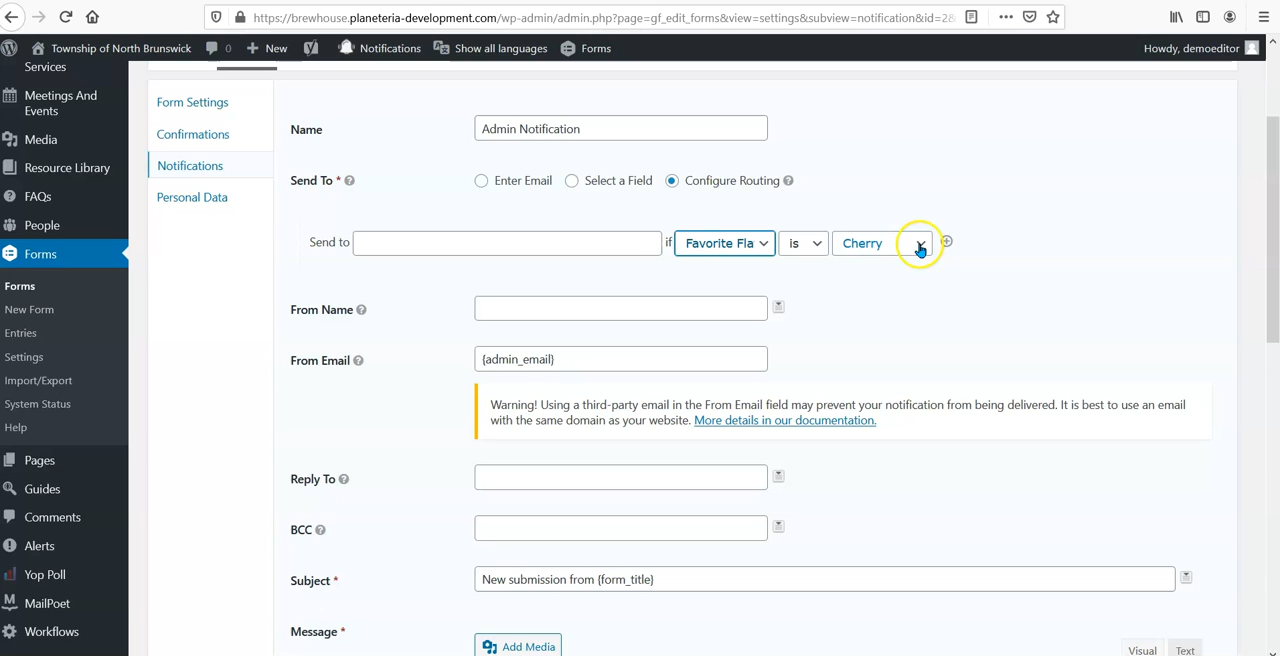 https://brewhouse.planeteria-development.com/wp-admin/admin.php?page=gf_edit_forms&view=settings&subview=notification&id=2&
Township of North Brunswick 0 New Notifications Show all languages Forms Howdy, demoeditor
Services
Meetings And
Events
Media
Resource Library
FAQs
People
Forms
Forms
New Form
Entries
Settings
Import/Export
System Status
Help
Pages
Guides
Comments
Alerts
Yop Poll
MailPoet
Workflows
Form Settings
Confirmations
Notifications
Personal Data
Name Admin Notification
Send To * Enter Email Select a Field Configure Routing
Send to if Favorite Fla is Cherry
From Name
From Email {admin_email}
Warning! Using a third-party email in the From Email field may prevent your notification from being delivered. It is best to use an email
with the same domain as your website. More details in our documentation.
Reply To
BCC
Subject * New submission from {form_title}
Message *
Add Media
Visual Text